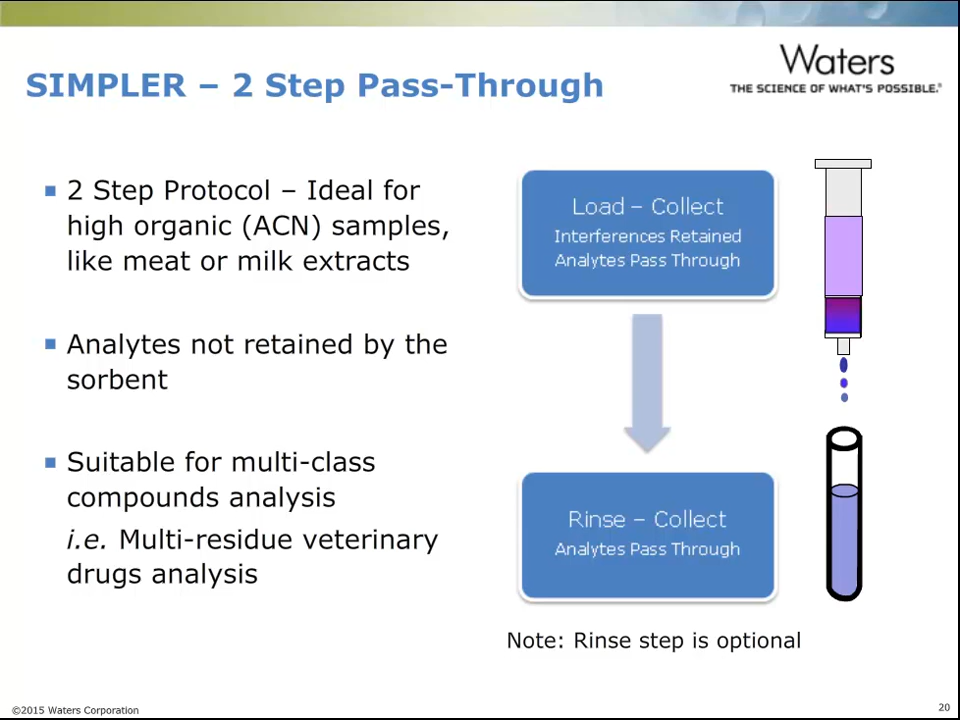 SIMPLER – 2 Step Pass-Through
Waters
THE SCIENCE OF WHAT'S POSSIBLE.®
▪ 2 Step Protocol – Ideal for
high organic (ACN) samples,
like meat or milk extracts
▪ Analytes not retained by the
sorbent
▪ Suitable for multi-class
compounds analysis
i.e. Multi-residue veterinary
drugs analysis
Load – Collect
Interferences Retained
Analytes Pass Through
Rinse – Collect
Analytes Pass Through
Note: Rinse step is optional
©2015 Waters Corporation
20